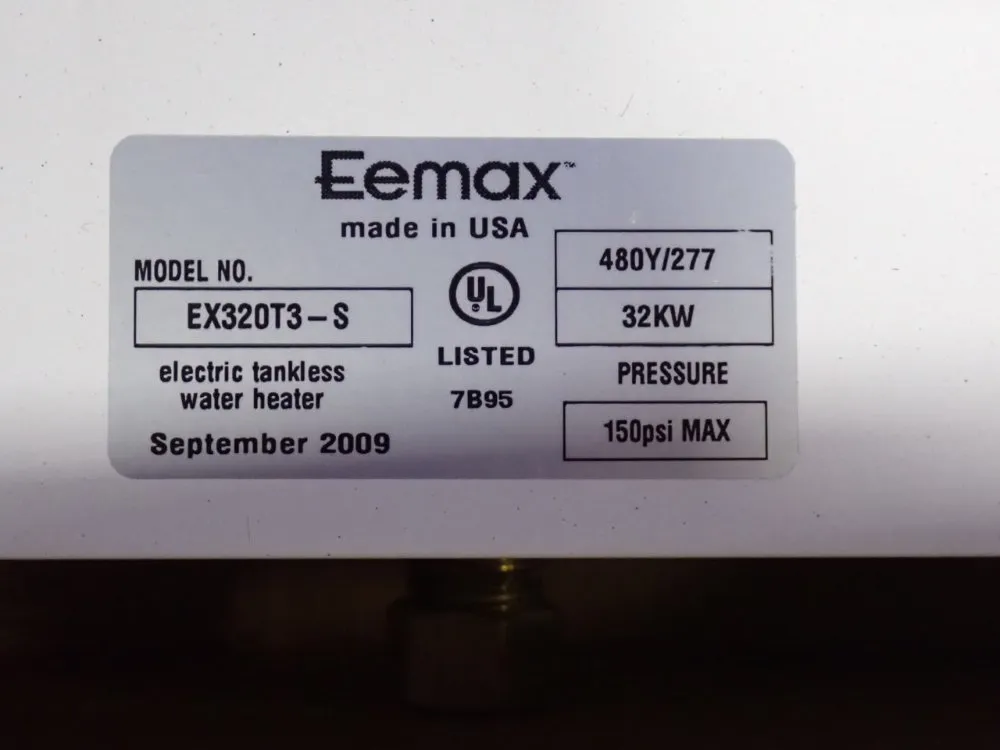 Eemax™
made in USA
MODEL NO.
EX320T3-S
electric tankless
water heater
September 2009
UL
LISTED
7B95
480Y/277
32KW
PRESSURE
150psi MAX